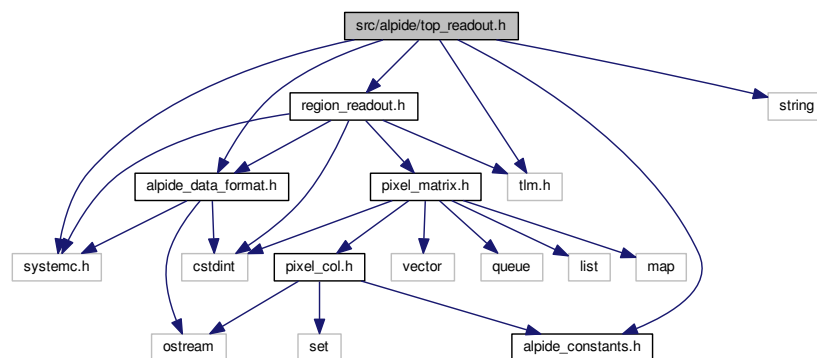 src/alpide/top_readout.h
region_readout.h
string
alpide_data_format.h
pixel_matrix.h
tlm.h
systemc.h
cstdint
pixel_col.h
vector
queue
list
map
ostream
set
alpide_constants.h